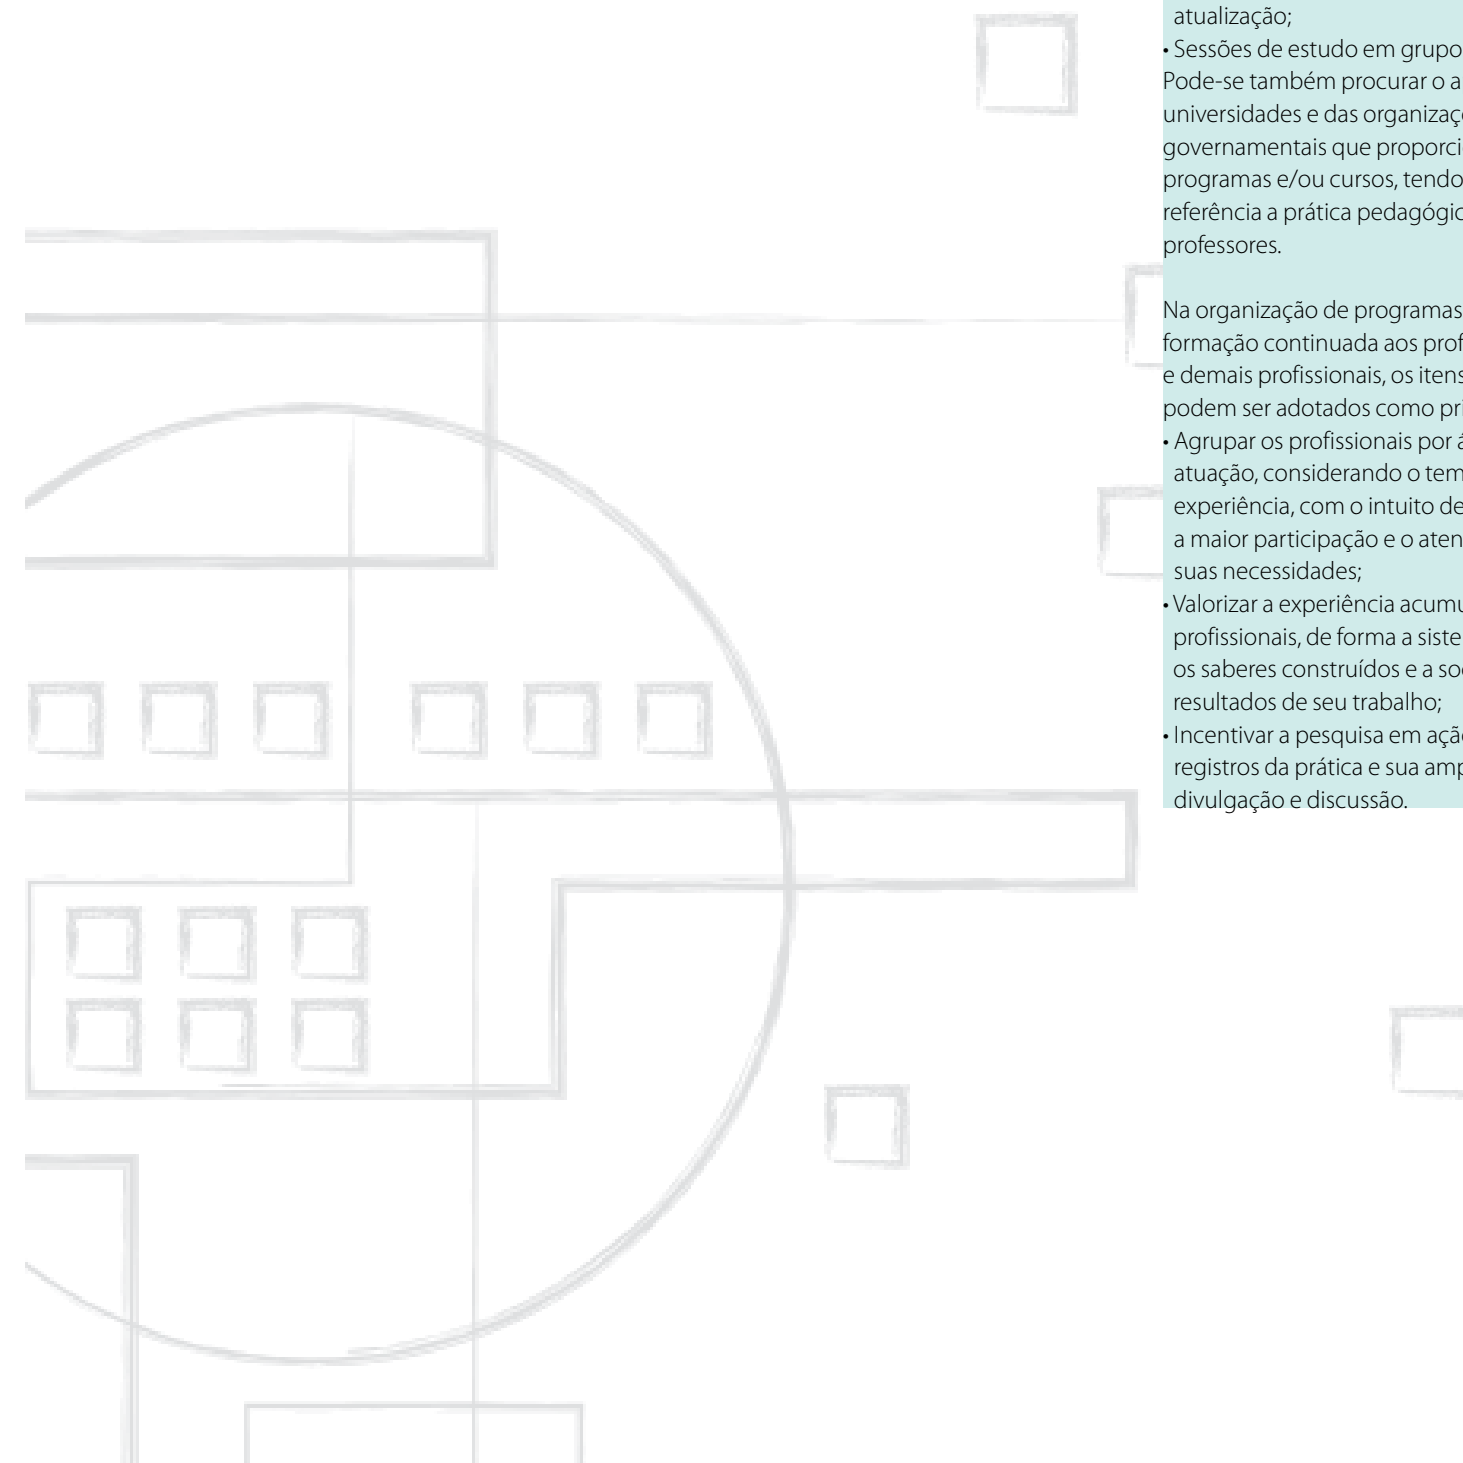 atualização;
• Sessões de estudo em grupo
Pode-se também procurar o a
universidades e das organizaç
governamentais que proporci
programas e/ou cursos, tendo
referência a prática pedagógic
professores.
Na organização de programas
formação continuada aos prof
e demais profissionais, os itens
podem ser adotados como pri
• Agrupar os profissionais por á
atuação, considerando o tem
experiência, com o intuito de
a maior participação e o aten
suas necessidades;
• Valorizar a experiência acumu
profissionais, de forma a siste
os saberes construídos e a so
resultados de seu trabalho;
• Incentivar a pesquisa em açã
registros da prática e sua amp
divulgação e discussão.